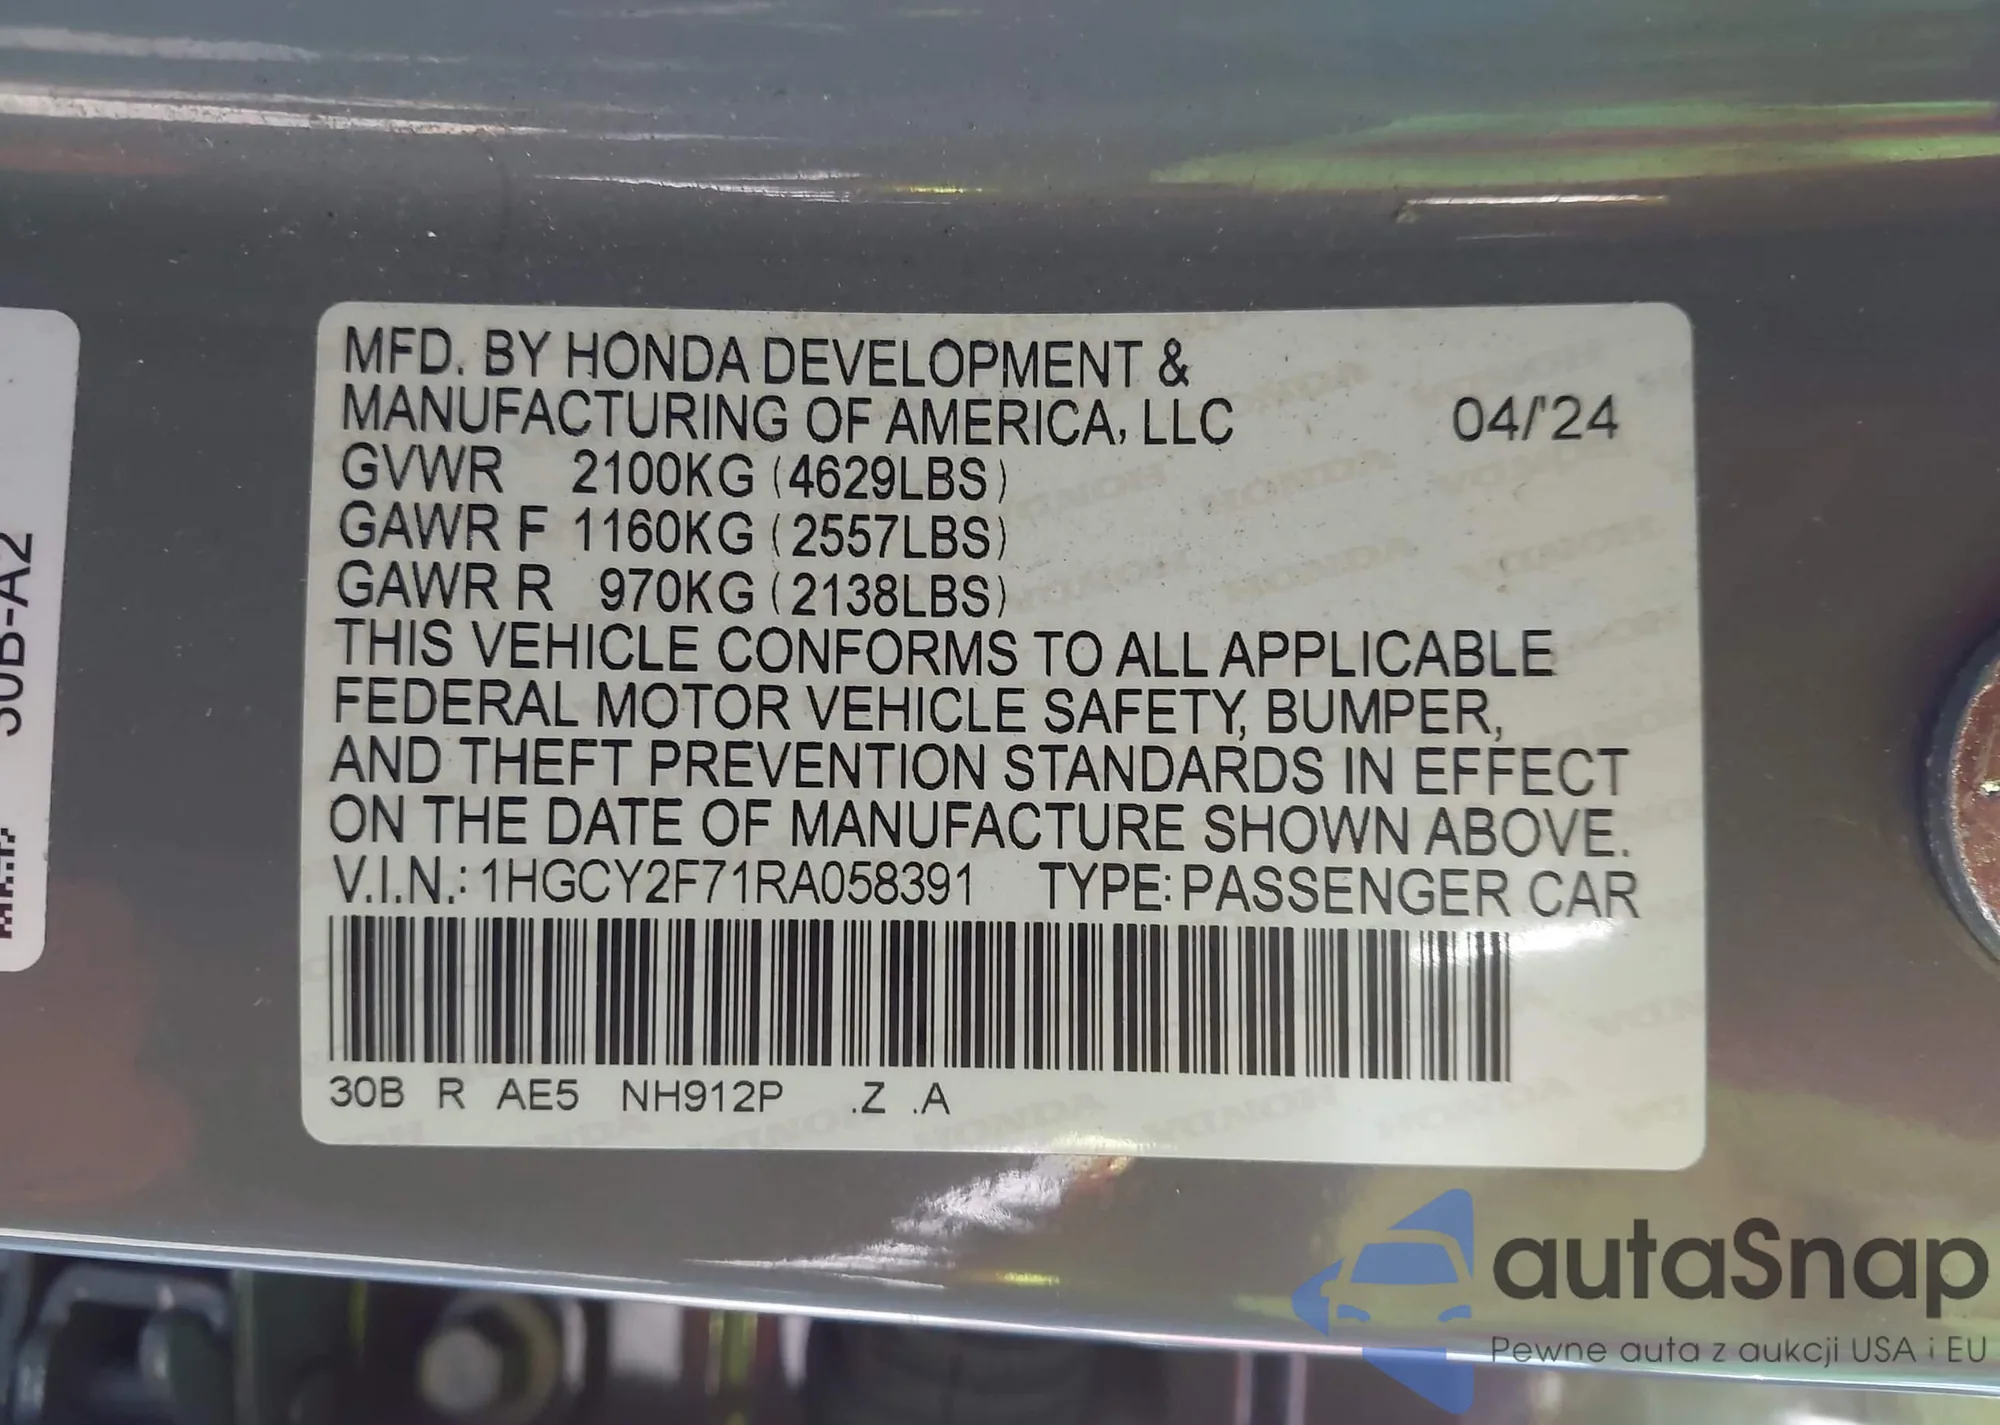 MFD. BY HONDA DEVELOPMENT &
MANUFACTURING OF AMERICA, LLC 04/'24
GVWR 2100KG (4629LBS)
GAWR F 1160KG (2557LBS)
GAWR R 970KG (2138LBS)
THIS VEHICLE CONFORMS TO ALL APPLICABLE
FEDERAL MOTOR VEHICLE SAFETY, BUMPER,
AND THEFT PREVENTION STANDARDS IN EFFECT
ON THE DATE OF MANUFACTURE SHOWN ABOVE.
V.I.N.: 1HGCY2F71RA058391 TYPE: PASSENGER CAR
30B R AE5 NH912P .Z .A
30B-A2
autaSnap
Pewne auta z aukcji USA i EU